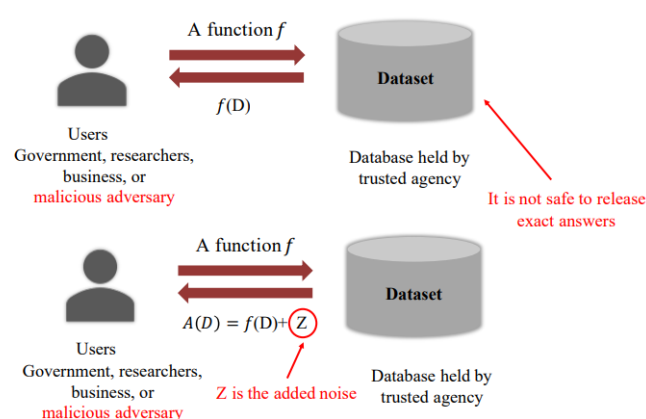 A function f
Dataset
f(D)
Users
Government, researchers,
business, or
malicious adversary
Database held by
trusted agency
It is not safe to release
exact answers
A function f
Dataset
A(D) = f(D)+ Z
Users
Government, researchers,
business, or
malicious adversary
Z is the added noise
Database held by
trusted agency